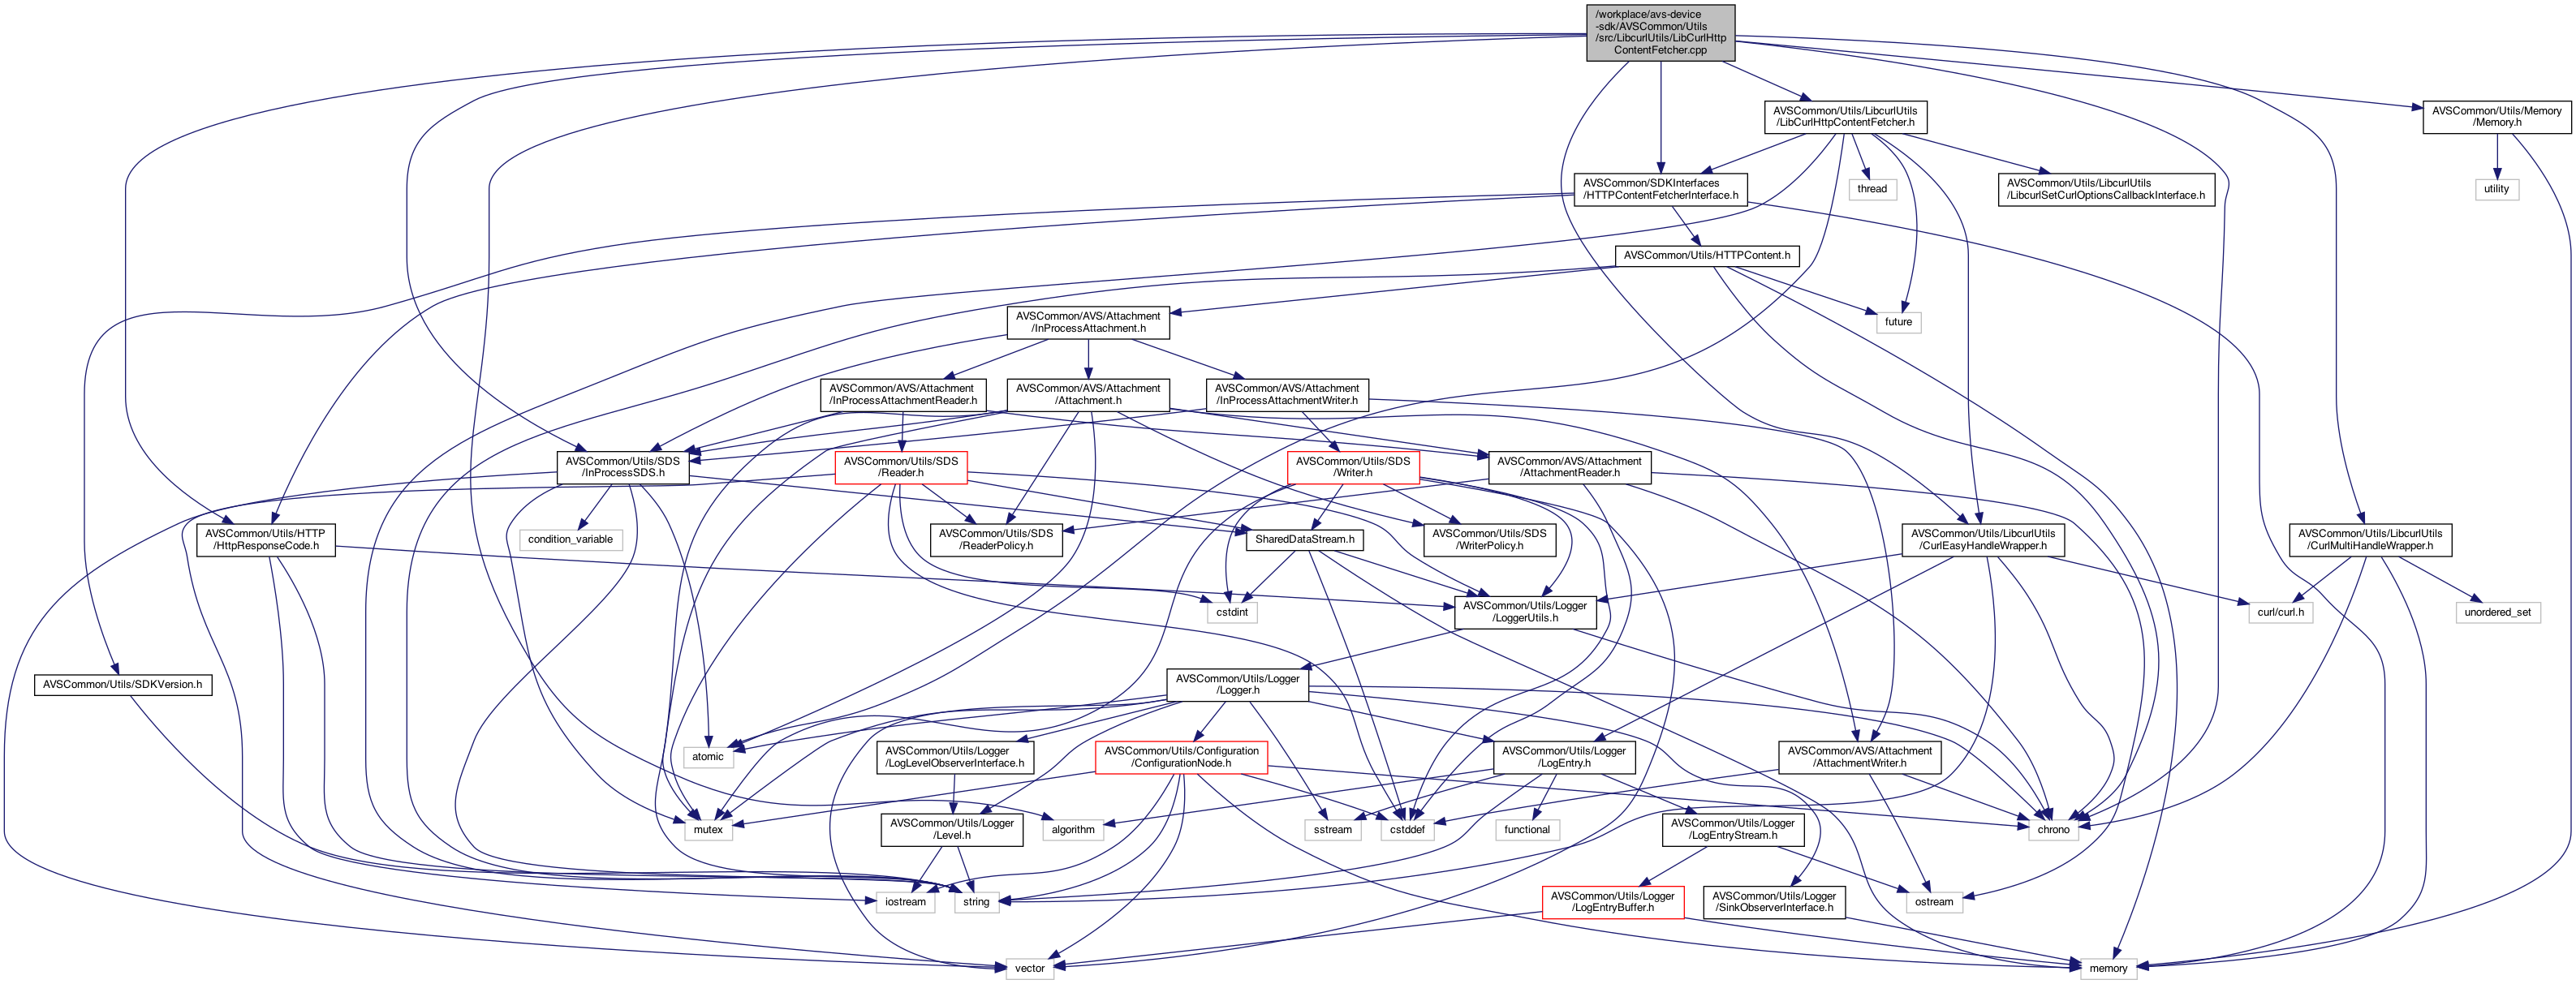 /workplace/avs-device
-sdk/AVSCommon/Utils
/src/LibcurlUtils/LibCurlHttp
ContentFetcher.cpp
AVSCommon/Utils/LibcurlUtils
/LibCurlHttpContentFetcher.h
AVSCommon/Utils/Memory
/Memory.h
AVSCommon/SDKInterfaces
/HTTPContentFetcherInterface.h
thread
AVSCommon/Utils/LibcurlUtils
/LibcurlSetCurlOptionsCallbackInterface.h
utility
AVSCommon/Utils/HTTPContent.h
AVSCommon/AVS/Attachment
/InProcessAttachment.h
future
AVSCommon/AVS/Attachment
/InProcessAttachmentReader.h
AVSCommon/AVS/Attachment
/Attachment.h
AVSCommon/AVS/Attachment
/InProcessAttachmentWriter.h
AVSCommon/Utils/SDS
/InProcessSDS.h
AVSCommon/Utils/SDS
/Reader.h
AVSCommon/Utils/SDS
/Writer.h
AVSCommon/AVS/Attachment
/AttachmentReader.h
AVSCommon/Utils/HTTP
/HttpResponseCode.h
condition_variable
AVSCommon/Utils/SDS
/ReaderPolicy.h
SharedDataStream.h
AVSCommon/Utils/SDS
/WriterPolicy.h
AVSCommon/Utils/LibcurlUtils
/CurlEasyHandleWrapper.h
AVSCommon/Utils/LibcurlUtils
/CurlMultiHandleWrapper.h
cstdint
AVSCommon/Utils/Logger
/LoggerUtils.h
curl/curl.h
unordered_set
AVSCommon/Utils/SDKVersion.h
AVSCommon/Utils/Logger
/Logger.h
atomic
AVSCommon/Utils/Logger
/LogLevelObserverInterface.h
AVSCommon/Utils/Configuration
/ConfigurationNode.h
AVSCommon/Utils/Logger
/LogEntry.h
AVSCommon/AVS/Attachment
/AttachmentWriter.h
mutex
AVSCommon/Utils/Logger
/Level.h
algorithm
sstream
cstddef
functional
AVSCommon/Utils/Logger
/LogEntryStream.h
chrono
iostream
string
AVSCommon/Utils/Logger
/LogEntryBuffer.h
AVSCommon/Utils/Logger
/SinkObserverInterface.h
ostream
vector
memory